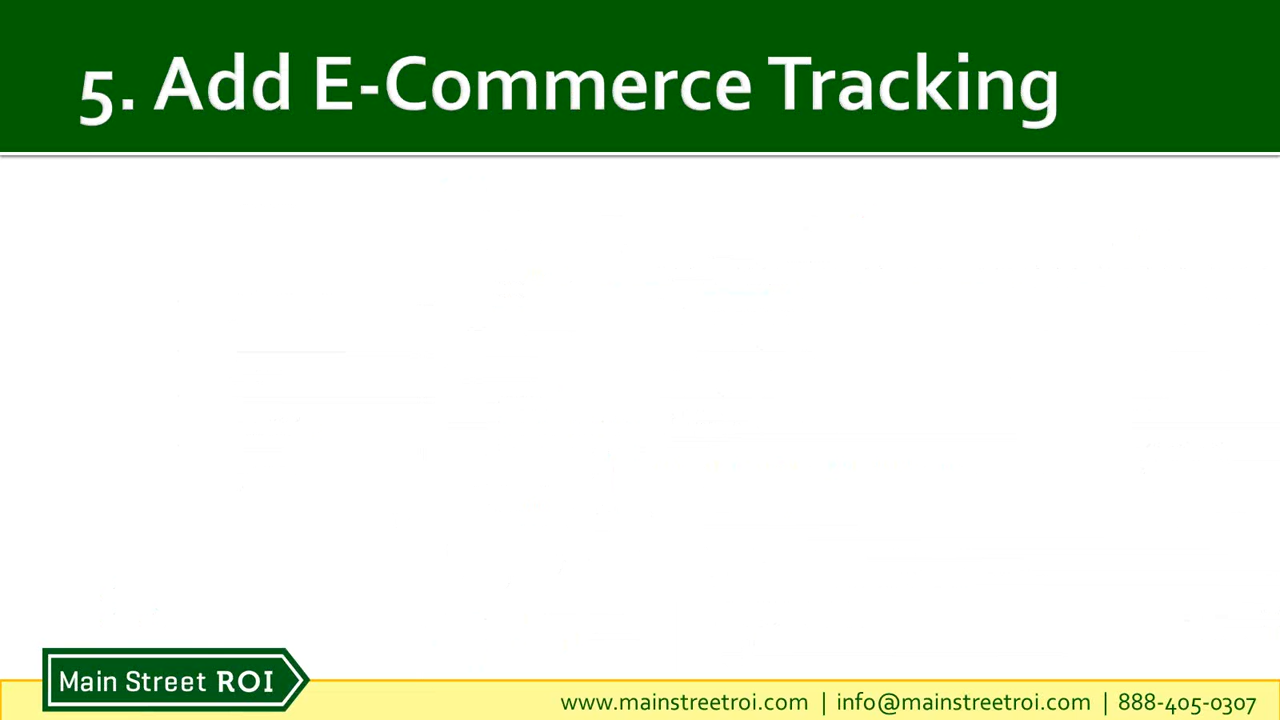 5. Add E-Commerce Tracking
Main Street ROI
www.mainstreetroi.com | info@mainstreetroi.com | 888-405-0307